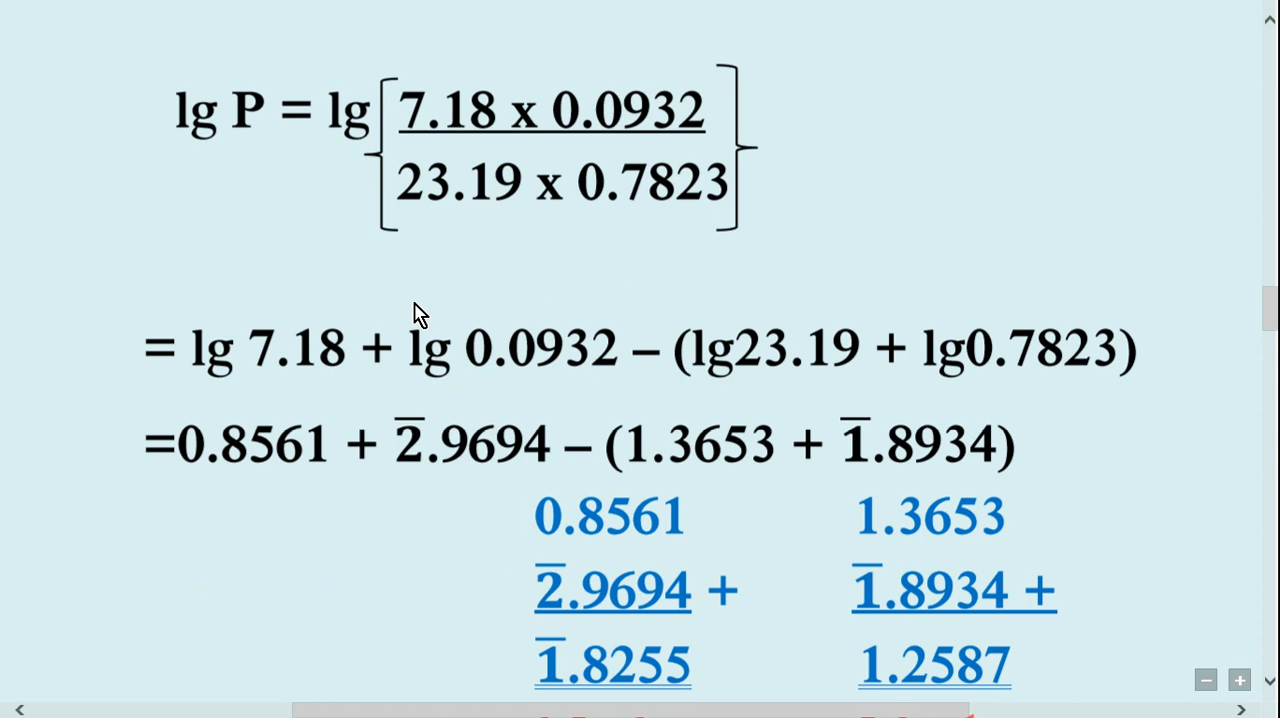 lg P = lg [7.18 x 0.0932]
23.19 x 0.7823
= lg 7.18 + lg 0.0932 – (lg23.19 + lg0.7823)
=0.8561 + 2̅.9694 – (1.3653 + 1̅.8934)
0.8561 1.3653
2̅.9694 + 1̅.8934 +
1̅.8255 1.2587